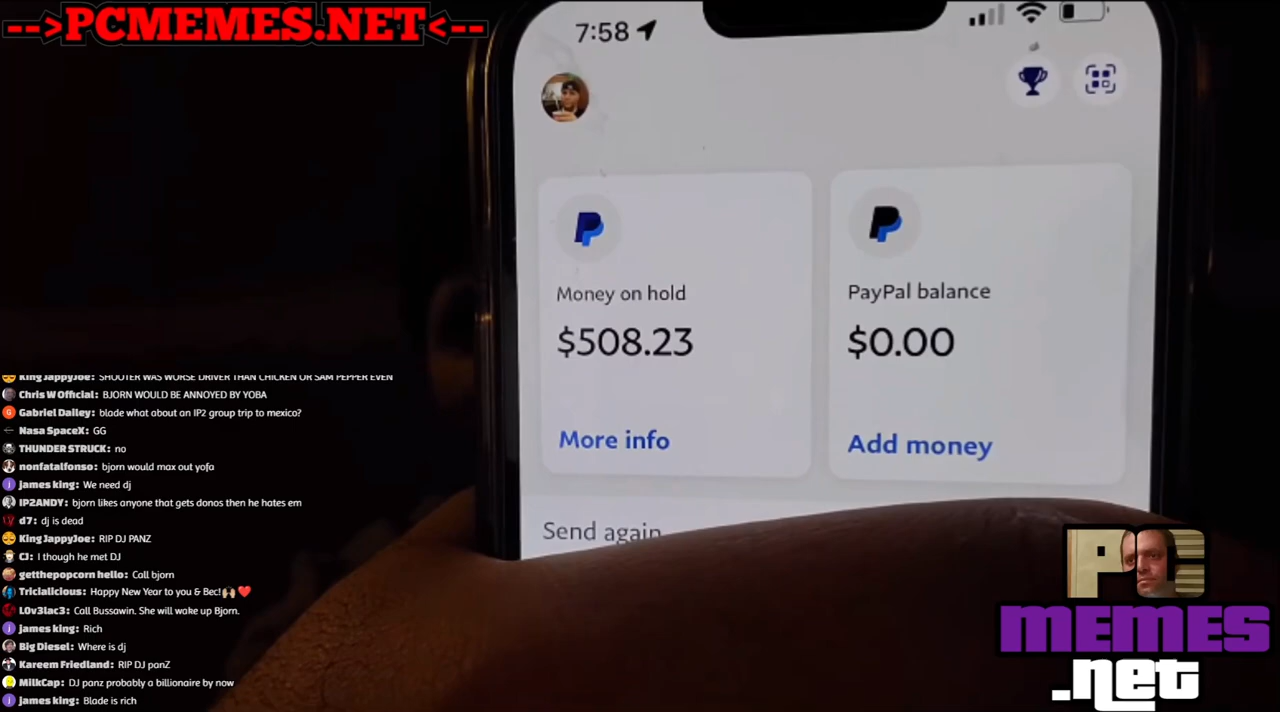 -->PCMEMES.NET<--
7:58
Money on hold
$508.23
More info
PayPal balance
$0.00
Add money
Send again
King JappyJoe: SHOOTER WAS WORSE DRIVER THAN CHICKEN OR SAM PEPPER EVEN
Chris W Official: BJORN WOULD BE ANNOYED BY YOBA
Gabriel Dailey: blade what about an IP2 group trip to mexico?
Nasa SpaceX: GG
THUNDER STRUCK: no
nonfatalfonso: bjorn would max out yofa
james king: We need dj
IP2ANDY: bjorn likes anyone that gets donos then he hates em
d7: dj is dead
King JappyJoe: RIP DJ PANZ
CJ: I though he met DJ
getthepopcorn hello: Call bjorn
Tricialicious: Happy New Year to you & Bec!🙌🏼❤️
L0v3lac3: Call Bussawin. She will wake up Bjorn.
james king: Rich
Big Diesel: Where is dj
Kareem Friedland: RIP DJ panZ
MilkCap: DJ panz probably a billionaire by now
james king: Blade is rich
PC
MEMES
.net